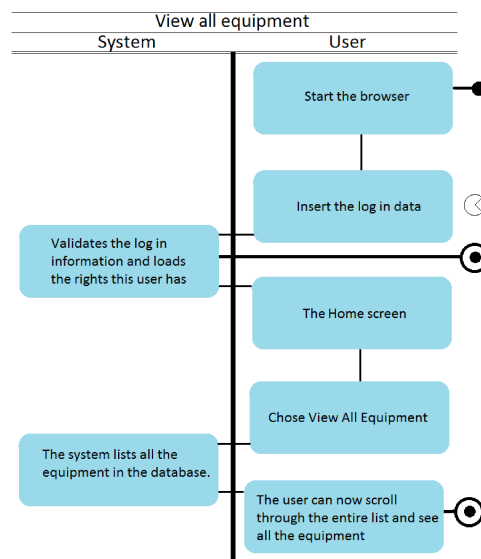 View all equipment
System
User
Start the browser
Insert the log in data
Validates the log in
information and loads
the rights this user has
The Home screen
Chose View All Equipment
The system lists all the
equipment in the database.
The user can now scroll
through the entire list and see
all the equipment